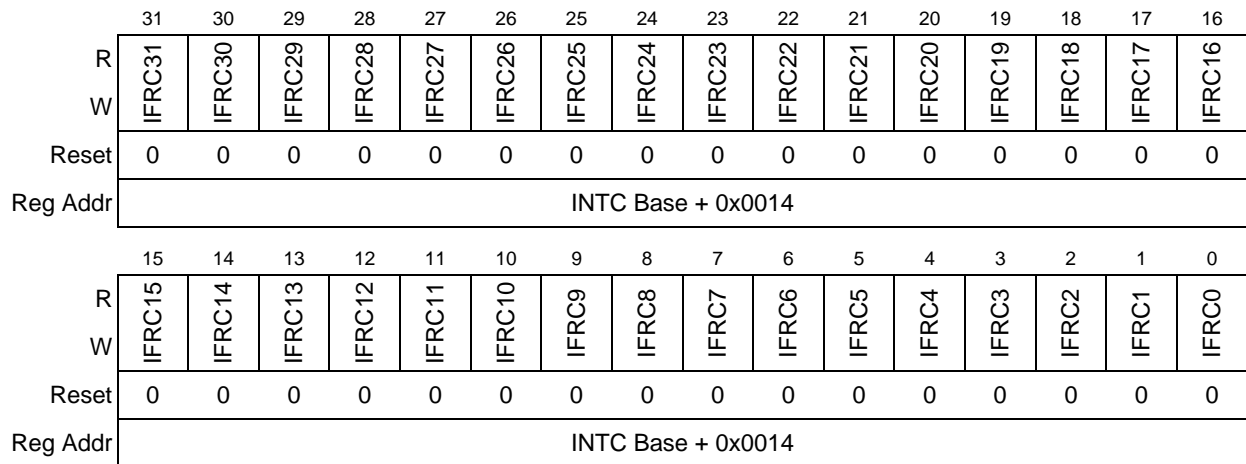 31 30 29 28 27 26 25 24 23 22 21 20 19 18 17 16
R W IFRC31 IFRC30 IFRC29 IFRC28 IFRC27 IFRC26 IFRC25 IFRC24 IFRC23 IFRC22 IFRC21 IFRC20 IFRC19 IFRC18 IFRC17 IFRC16
Reset 0 0 0 0 0 0 0 0 0 0 0 0 0 0 0 0
Reg Addr INTC Base + 0x0014
15 14 13 12 11 10 9 8 7 6 5 4 3 2 1 0
R W IFRC15 IFRC14 IFRC13 IFRC12 IFRC11 IFRC10 IFRC9 IFRC8 IFRC7 IFRC6 IFRC5 IFRC4 IFRC3 IFRC2 IFRC1 IFRC0
Reset 0 0 0 0 0 0 0 0 0 0 0 0 0 0 0 0
Reg Addr INTC Base + 0x0014